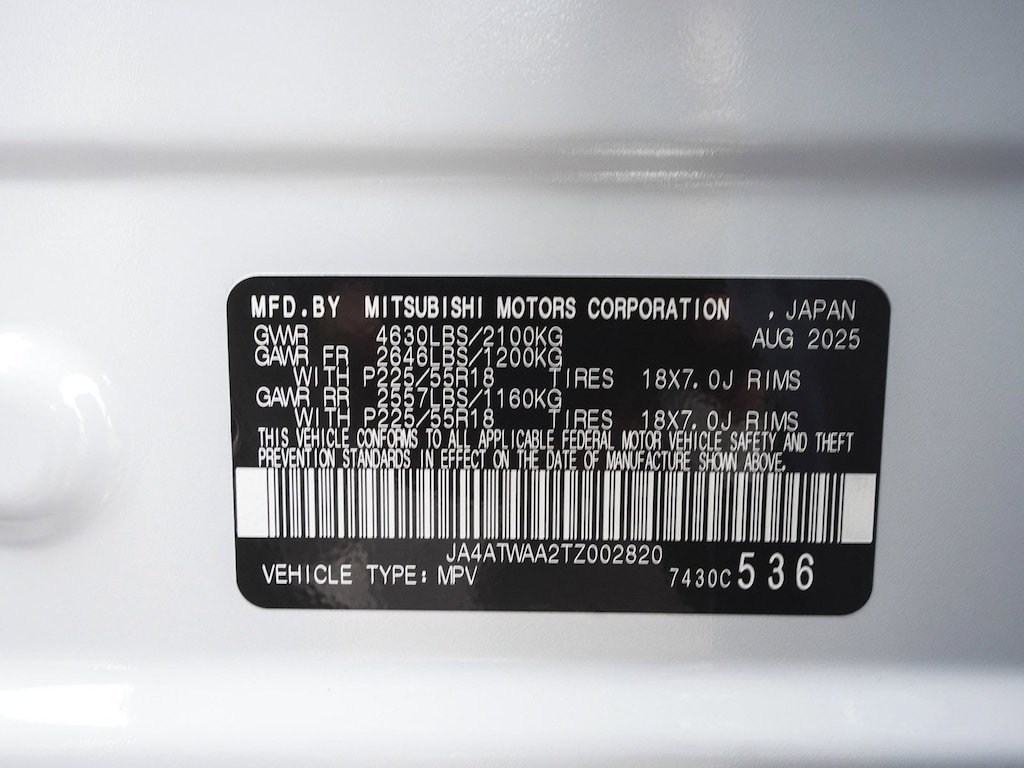 MFD.BY MITSUBISHI MOTORS CORPORATION , JAPAN
GVWR 4630LBS/2100KG AUG 2025
GAWR FR 2646LBS/1200KG
WITH P225/55R18 TIRES 18X7.0J RIMS
GAWR RR 2557LBS/1160KG
WITH P225/55R18 TIRES 18X7.0J RIMS
THIS VEHICLE CONFORMS TO ALL APPLICABLE FEDERAL MOTOR VEHICLE SAFETY AND THEFT
PREVENTION STANDARDS IN EFFECT ON THE DATE OF MANUFACTURE SHOWN ABOVE.
JA4ATWAA2TZ002820
VEHICLE TYPE: MPV 7430C 536